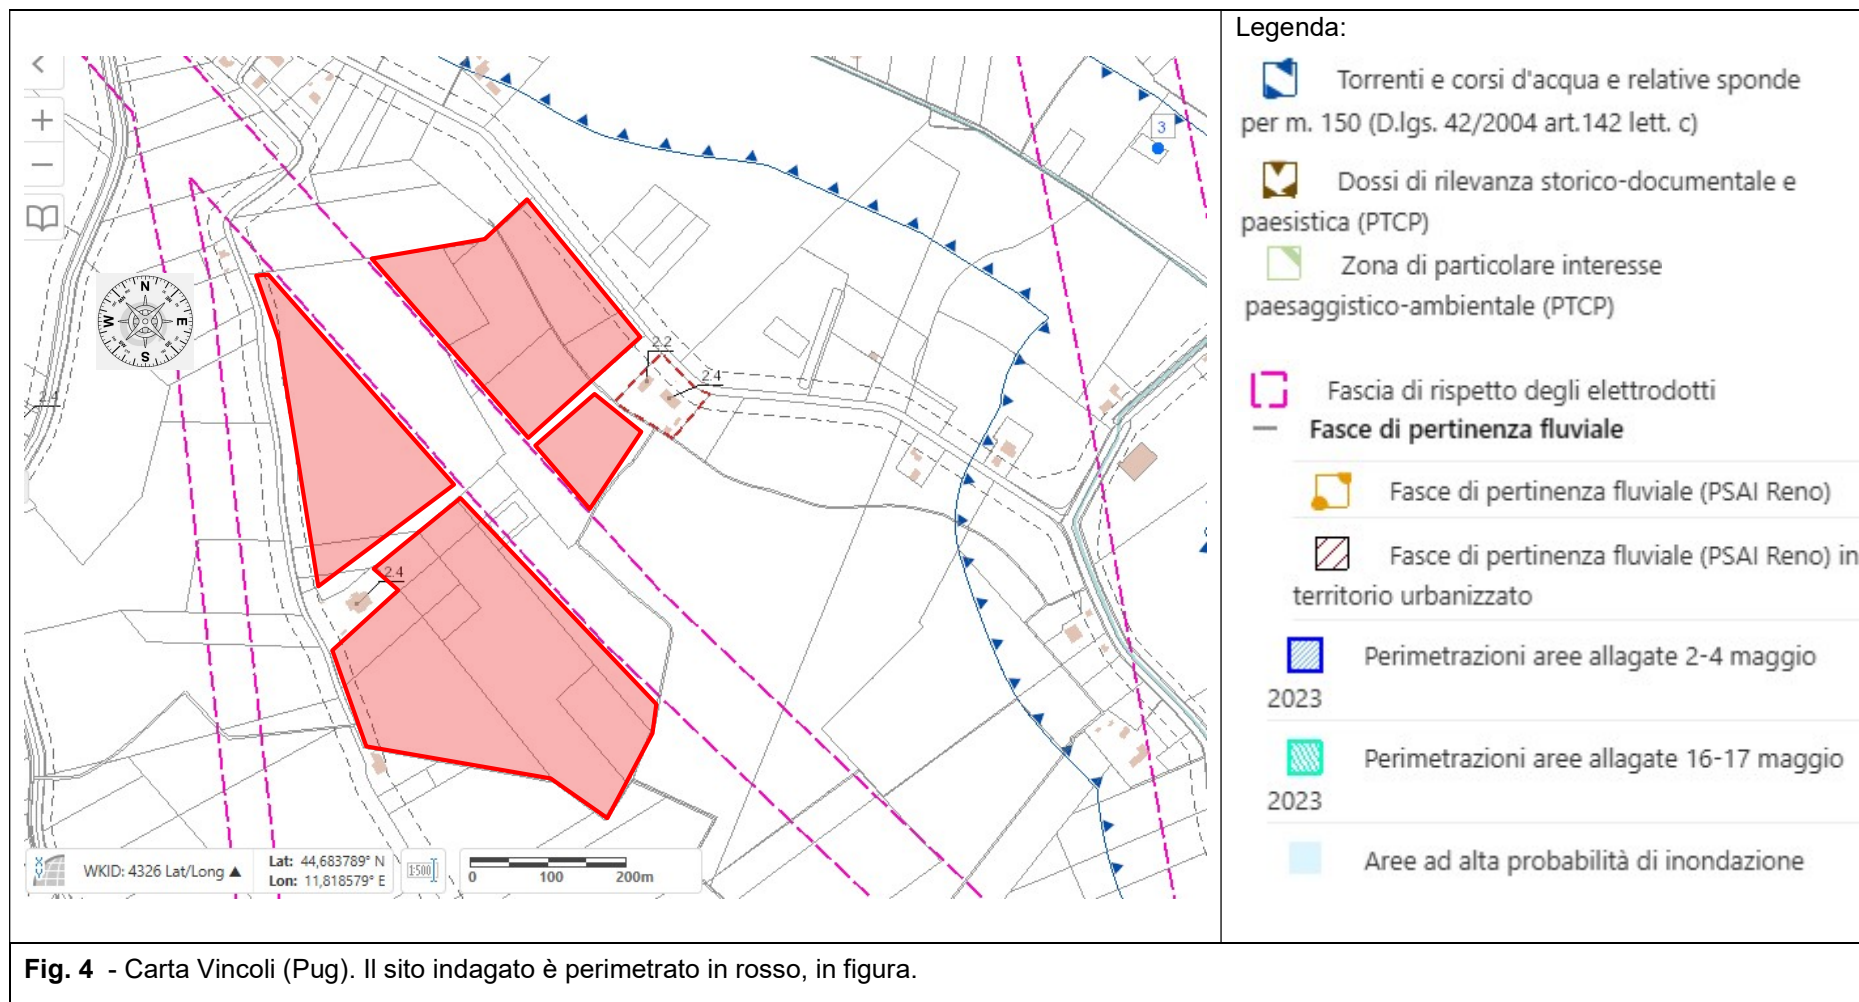 Legenda:
Torrenti e corsi d'acqua e relative sponde
per m. 150 (D.lgs. 42/2004 art.142 lett. c)
Dossi di rilevanza storico-documentale e
paesistica (PTCP)
Zona di particolare interesse
paesaggistico-ambientale (PTCP)
Fascia di rispetto degli elettrodotti
Fasce di pertinenza fluviale
Fasce di pertinenza fluviale (PSAI Reno)
Fasce di pertinenza fluviale (PSAI Reno) in
territorio urbanizzato
Perimetrazioni aree allagate 2-4 maggio
2023
Perimetrazioni aree allagate 16-17 maggio
2023
Aree ad alta probabilità di inondazione
3
N
W
E
S
2.2
2.4
2.4
2.4
WKID: 4326 Lat/Long ▲
Lat: 44,683789° N
Lon: 11,818579° E
1:500
0 100 200m
Fig. 4 - Carta Vincoli (Pug). Il sito indagato è perimetrato in rosso, in figura.